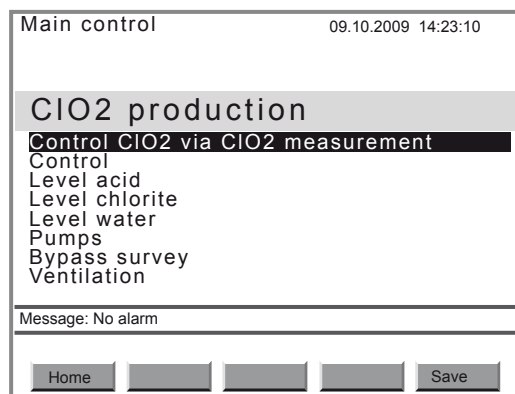 Main control 09.10.2009 14:23:10
ClO2 production
Control ClO2 via ClO2 measurement
Control
Level acid
Level chlorite
Level water
Pumps
Bypass survey
Ventilation
Message: No alarm
Home Save